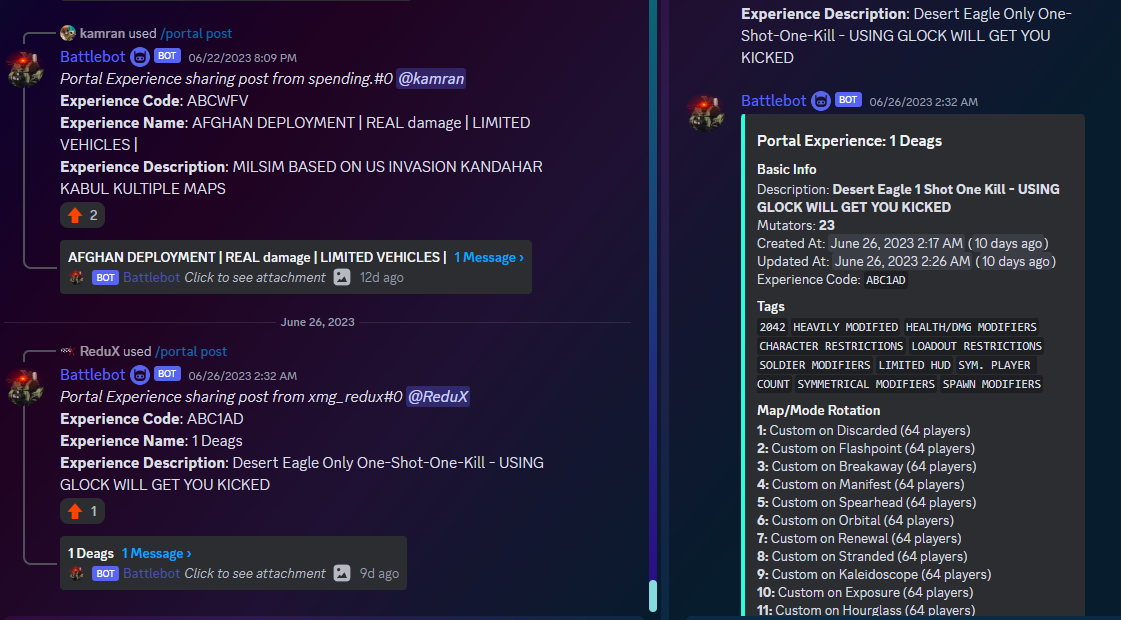 kamran used /portal post
Battlebot BOT 06/22/2023 8:09 PM
Portal Experience sharing post from spending.#0 @kamran
Experience Code: ABCWFV
Experience Name: AFGHAN DEPLOYMENT | REAL damage | LIMITED
VEHICLES |
Experience Description: MILSIM BASED ON US INVASION KANDAHAR
KABUL KULTIPLE MAPS
2
AFGHAN DEPLOYMENT | REAL damage | LIMITED VEHICLES | 1 Message ›
BOT Battlebot Click to see attachment 12d ago
June 26, 2023
ReduX used /portal post
Battlebot BOT 06/26/2023 2:32 AM
Portal Experience sharing post from xmg_redux#0 @ReduX
Experience Code: ABC1AD
Experience Name: 1 Deags
Experience Description: Desert Eagle Only One-Shot-One-Kill - USING
GLOCK WILL GET YOU KICKED
1
1 Deags 1 Message ›
BOT Battlebot Click to see attachment 9d ago
Experience Description: Desert Eagle Only One-
Shot-One-Kill - USING GLOCK WILL GET YOU
KICKED
Battlebot BOT 06/26/2023 2:32 AM
Portal Experience: 1 Deags
Basic Info
Description: Desert Eagle 1 Shot One Kill - USING
GLOCK WILL GET YOU KICKED
Mutators: 23
Created At: June 26, 2023 2:17 AM (10 days ago)
Updated At: June 26, 2023 2:26 AM (10 days ago)
Experience Code: ABC1AD
Tags
2042 HEAVILY MODIFIED HEALTH/DMG MODIFIERS
CHARACTER RESTRICTIONS LOADOUT RESTRICTIONS
SOLDIER MODIFIERS LIMITED HUD SYM. PLAYER
COUNT SYMMETRICAL MODIFIERS SPAWN MODIFIERS
Map/Mode Rotation
1: Custom on Discarded (64 players)
2: Custom on Flashpoint (64 players)
3: Custom on Breakaway (64 players)
4: Custom on Manifest (64 players)
5: Custom on Spearhead (64 players)
6: Custom on Orbital (64 players)
7: Custom on Renewal (64 players)
8: Custom on Stranded (64 players)
9: Custom on Kaleidoscope (64 players)
10: Custom on Exposure (64 players)
11: Custom on Hourglass (64 players)